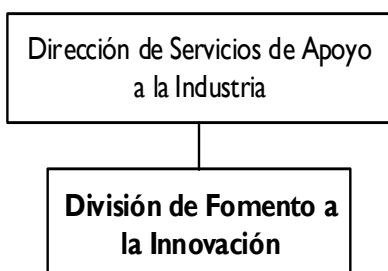 Dirección de Servicios de Apoyo
a la Industria
División de Fomento a
la Innovación